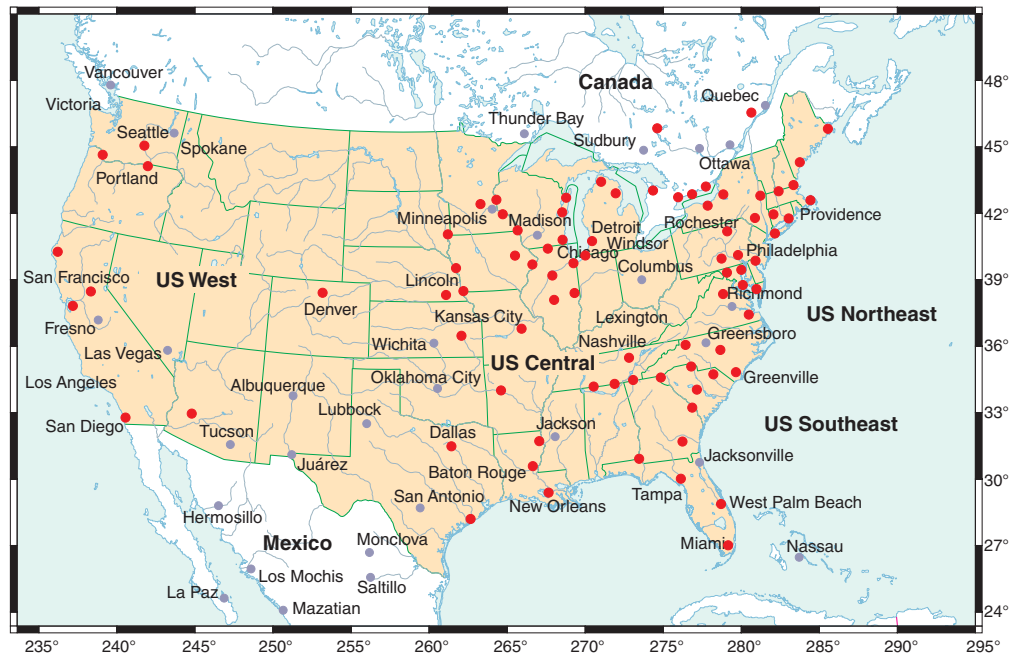 Canada
Vancouver
Quebec
48°
Victoria
Thunder Bay
Seattle
Sudbury
Spokane
45°
Ottawa
Portland
Minneapolis
Madison
Rochester
Providence
42°
Detroit
Windsor
Chicago
Philadelphia
San Francisco
US West
Lincoln
Columbus
39°
Richmond
Denver
Kansas City
Lexington
US Northeast
Fresno
Wichita
Nashville
Greensboro
36°
Las Vegas
US Central
Los Angeles
Albuquerque
Oklahoma City
Greenville
Lubbock
33°
San Diego
Tucson
Dallas
Jackson
US Southeast
Juárez
Baton Rouge
Jacksonville
30°
San Antonio
New Orleans
Tampa
West Palm Beach
Hermosillo
Mexico
Monclova
Miami
Nassau
27°
Los Mochis
Saltillo
La Paz
Mazatian
24°
235° 240° 245° 250° 255° 260° 265° 270° 275° 280° 285° 290° 295°